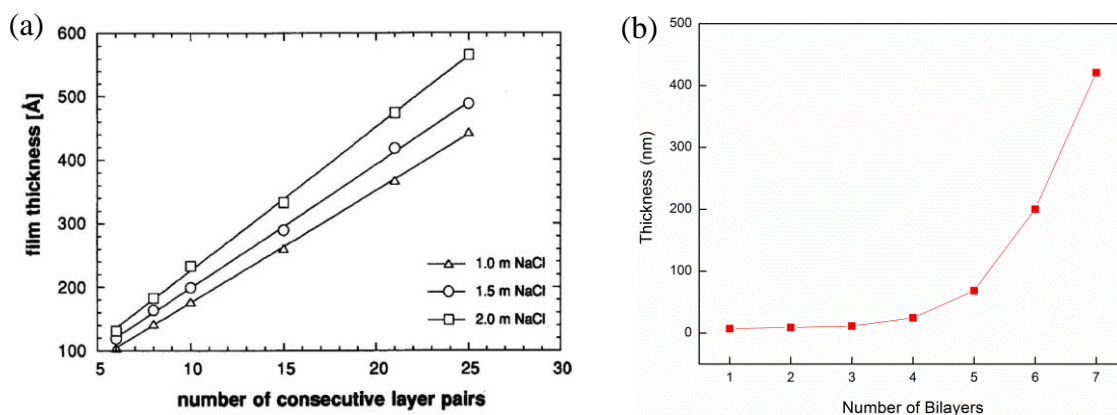 (a)
600
500
400
300
200
100
5
10
15
20
25
30
film thickness [Å]
number of consecutive layer pairs
1.0 m NaCl
1.5 m NaCl
2.0 m NaCl
(b)
500
400
200
100
0
1
2
3
4
5
6
7
Thickness (nm)
Number of Bilayers